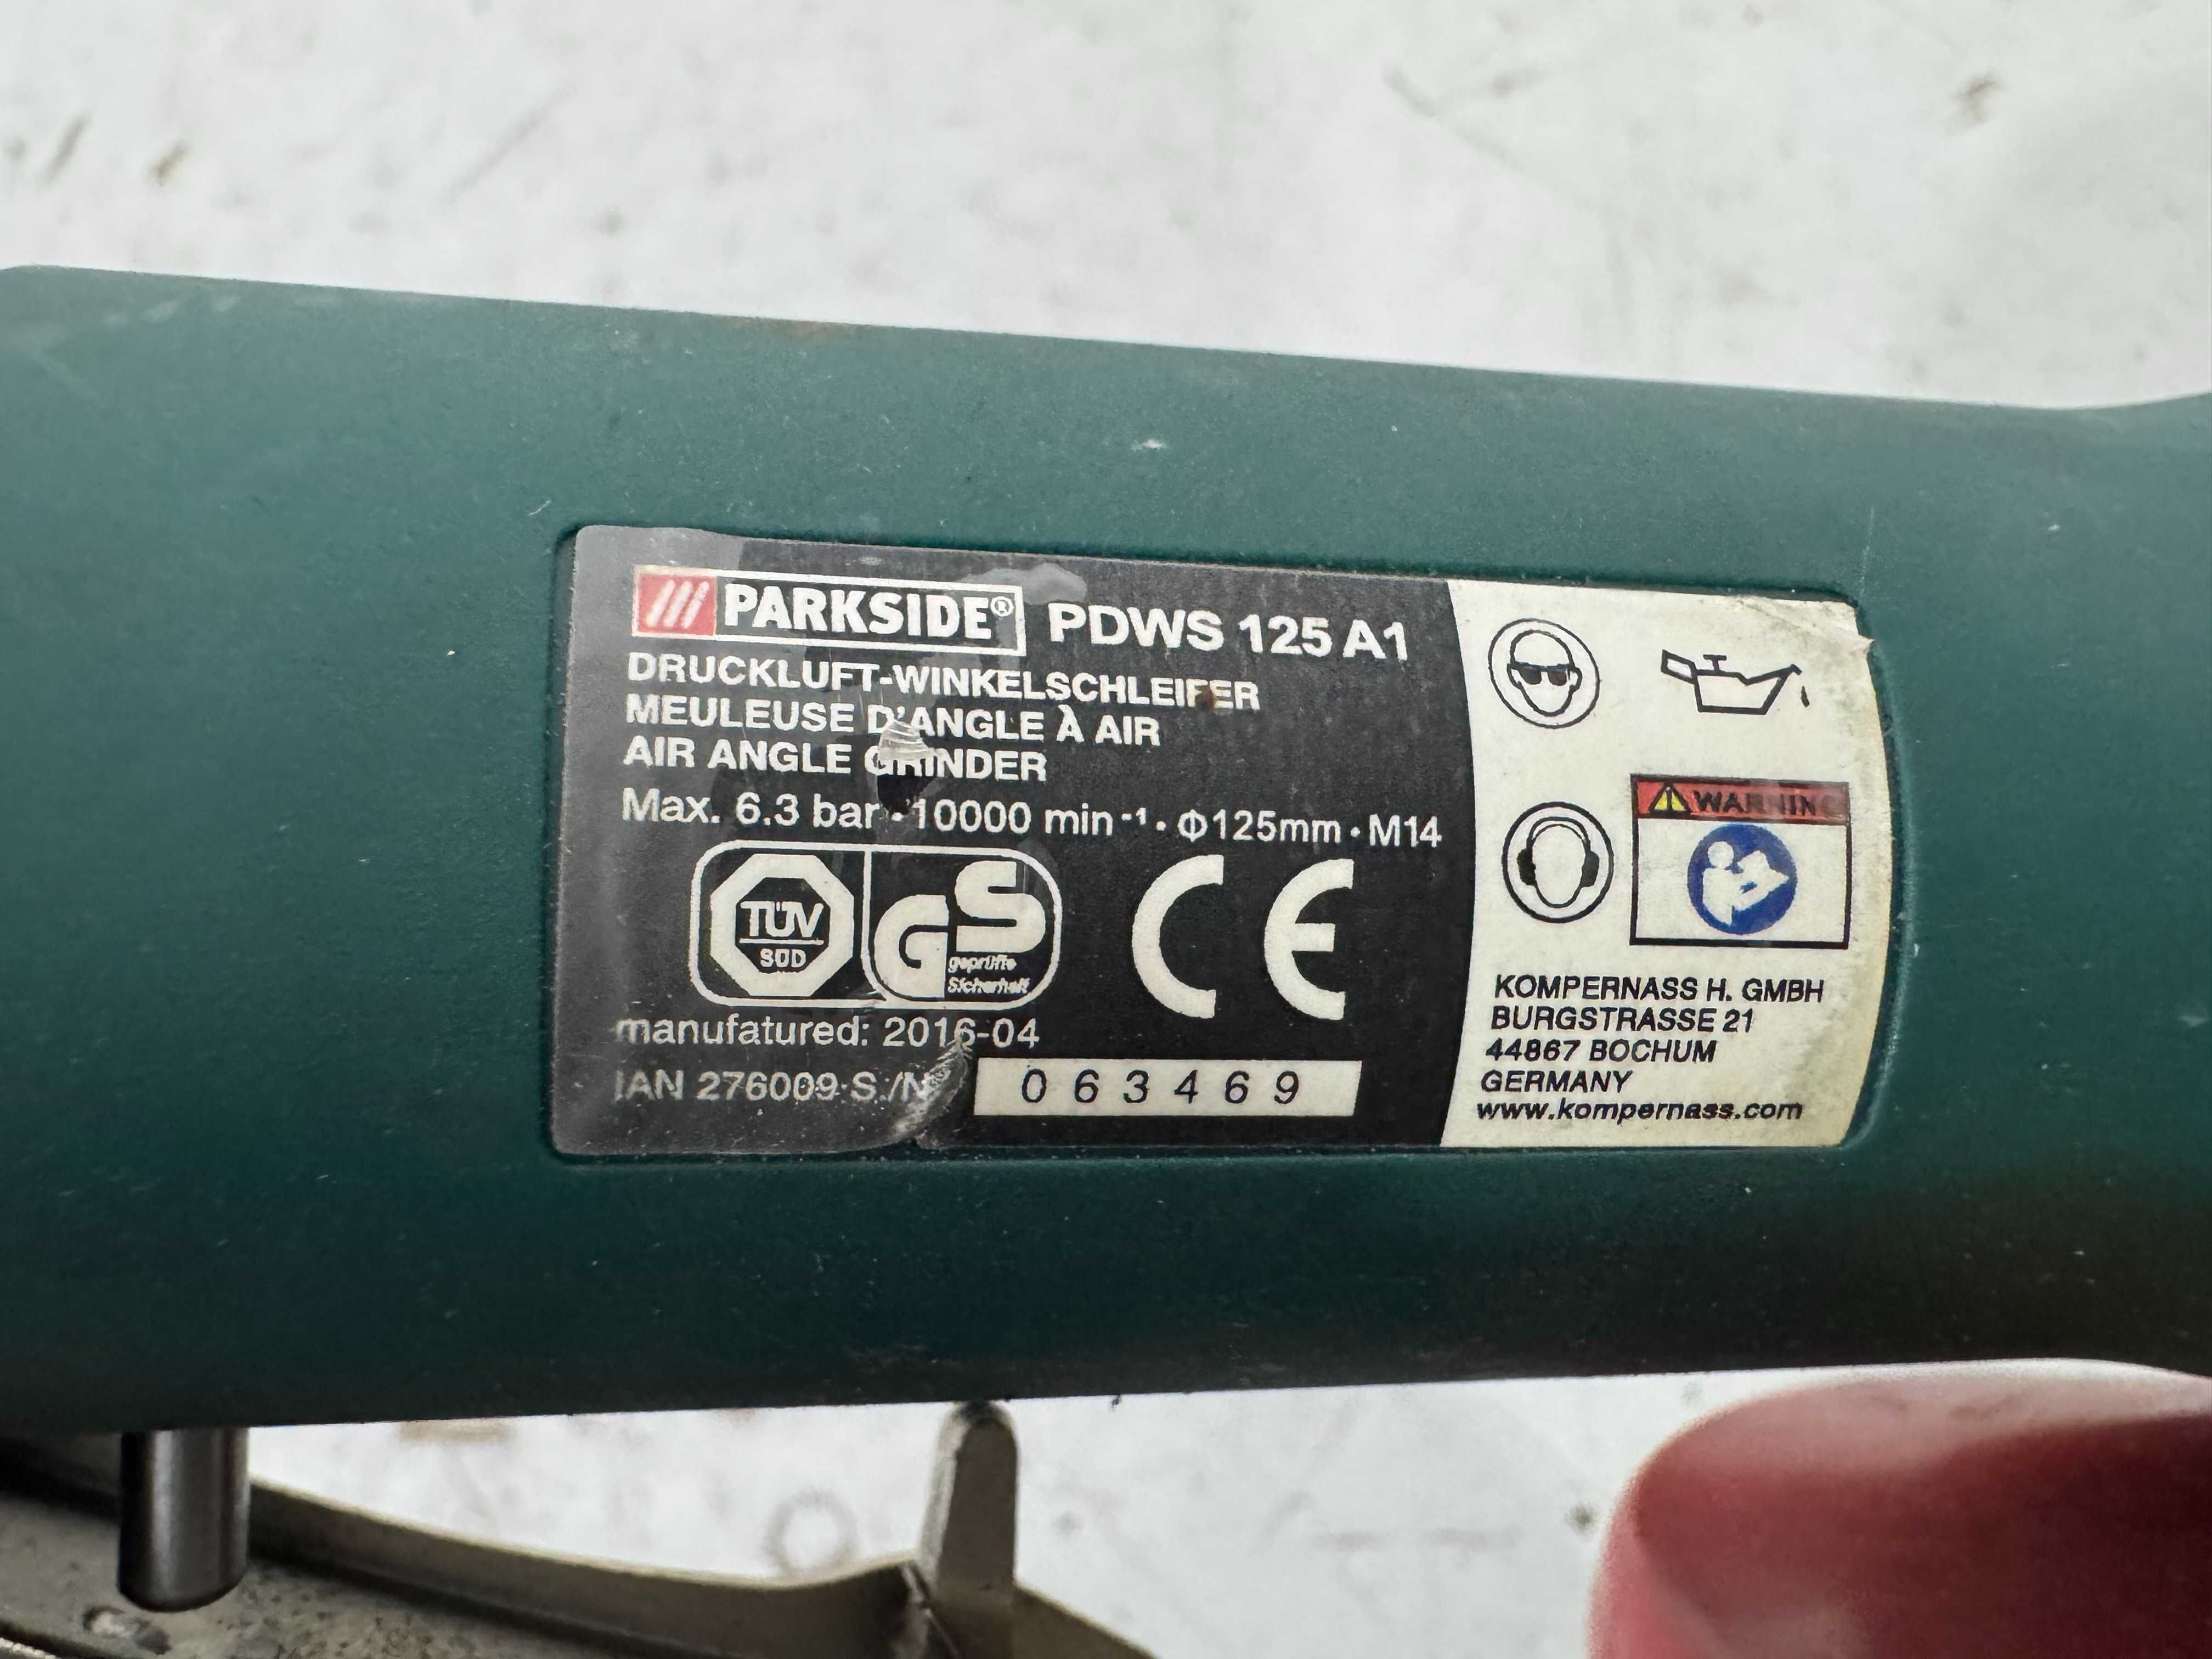 PARKSIDE® PDWS 125 A1
DRUCKLUFT-WINKELSCHLEIFER
MEULEUSE D'ANGLE À AIR
AIR ANGLE GRINDER
Max. 6.3 bar · 10000 min⁻¹ · Φ125mm · M14
TÜV
SÜD
GS
geprüfte
Sicherheit
CE
manufatured: 2016-04
IAN 276009·S./N 063469
WARNING
KOMPERNASS H. GMBH
BURGSTRASSE 21
44867 BOCHUM
GERMANY
www.kompernass.com